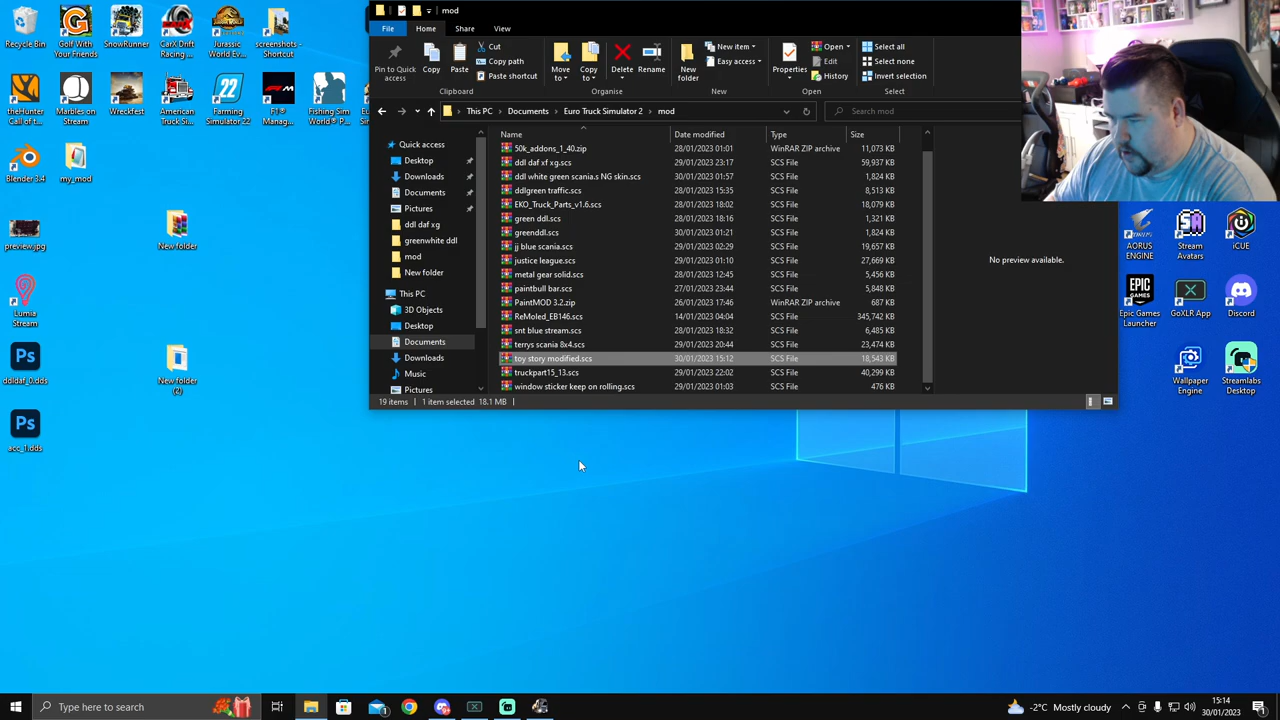 mod
File Home Share View
Pin to Quick access
Copy
Paste
Cut
Copy path
Paste shortcut
Clipboard
Move to
Copy to
Delete
Rename
Organise
New folder
New item
Easy access
New
Properties
Open
Edit
History
Open
Select all
Select none
Invert selection
Select
This PC > Documents > Euro Truck Simulator 2 > mod
Search mod
Name Date modified Type Size
50k_addons_1_40.zip 28/01/2023 01:01 WinRAR ZIP archive 11,073 KB
ddl daf xf xg.scs 29/01/2023 23:17 SCS File 59,937 KB
ddl white green scania.s NG skin.scs 30/01/2023 01:57 SCS File 1,824 KB
ddlgreen traffic.scs 28/01/2023 15:35 SCS File 8,513 KB
EKO_Truck_Parts_v1.6.scs 28/01/2023 18:02 SCS File 18,079 KB
green ddl.scs 28/01/2023 18:16 SCS File 1,321 KB
greenddl.scs 30/01/2023 01:21 SCS File 1,824 KB
jj blue scania.scs 29/01/2023 02:29 SCS File 19,657 KB
justice league.scs 29/01/2023 01:10 SCS File 27,669 KB
metal gear solid.scs 28/01/2023 12:45 SCS File 5,456 KB
paintbull bar.scs 27/01/2023 23:44 SCS File 5,848 KB
PaintMOD 3.2.zip 26/01/2023 17:46 WinRAR ZIP archive 687 KB
ReMoled_EB146.scs 14/01/2023 04:04 SCS File 345,742 KB
snt blue stream.scs 28/01/2023 18:32 SCS File 6,485 KB
terrys scania 8x4.scs 29/01/2023 20:44 SCS File 23,474 KB
toy story modified.scs 30/01/2023 15:12 SCS File 18,543 KB
truckpart15_13.scs 29/01/2023 22:02 SCS File 40,299 KB
window sticker keep on rolling.scs 29/01/2023 01:03 SCS File 476 KB
No preview available.
19 items 1 item selected 18.1 MB
Quick access
Desktop
Downloads
Documents
Pictures
ddl daf xg
greenwhite ddl
mod
New folder
This PC
3D Objects
Desktop
Documents
Downloads
Music
Pictures
Recycle Bin
Golf With Your Friends
SnowRunner
CarX Drift Racing ...
Jurassic World Ev...
screenshots - Shortcut
theHunter Call of t...
Marbles on Stream
Wreckfest
American Truck Si...
Farming Simulator 22
F1® Manag...
Fishing Sim World® P...
Blender 3.4
my_mod
preview.jpg
New folder
Lumia Stream
ddldaf_0.dds
New folder (2)
acc_1.dds
AORUS ENGINE
Stream Avatars
iCUE
Epic Games Launcher
GoXLR App
Discord
Wallpaper Engine
Streamlabs Desktop
Type here to search
-2°C Mostly cloudy
15:14
30/01/2023